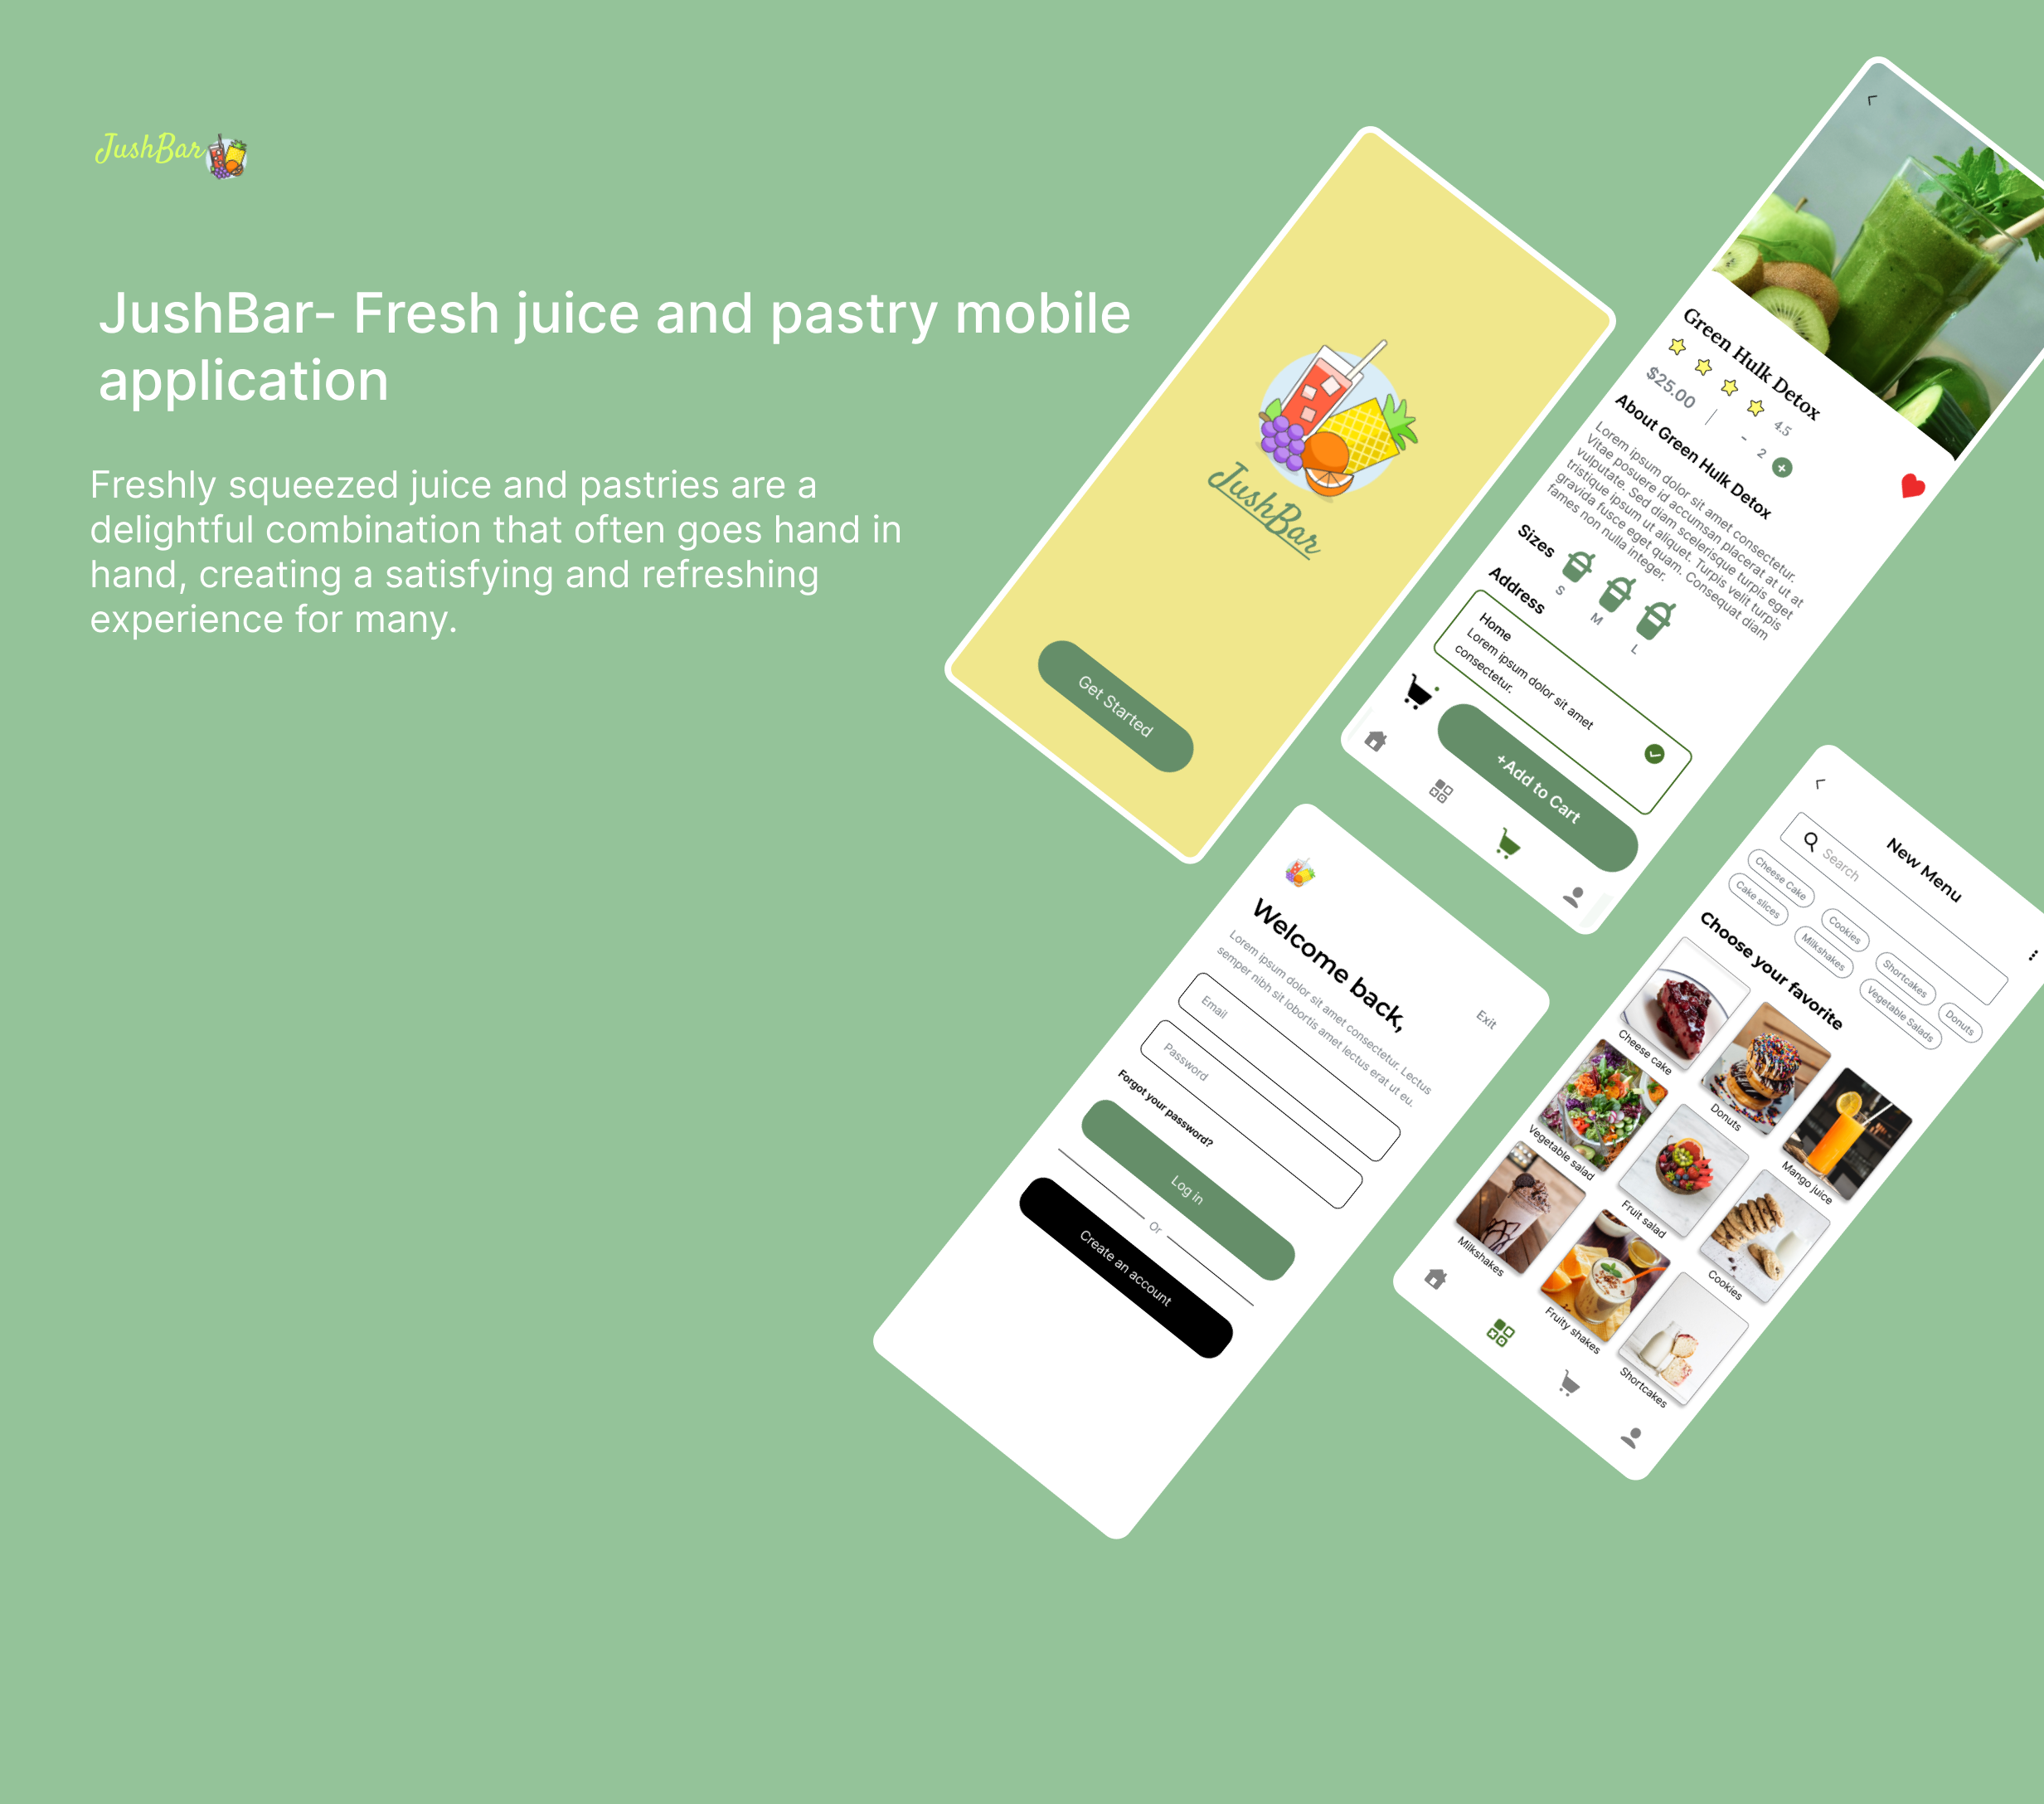 JushBar
JushBar- Fresh juice and pastry mobile
application
Freshly squeezed juice and pastries are a
delightful combination that often goes hand in
hand, creating a satisfying and refreshing
experience for many.
JushBar
Get Started
Green Hulk Detox
4.5
$25.00
-
2
+
About Green Hulk Detox
Lorem ipsum dolor sit amet consectetur.
Vitae posuere id accumsan placerat at ut at
vulputate. Sed diam scelerisque turpis eget
tristique ipsum ut aliquet. Turpis velit turpis
gravida fusce eget quam. Consequat diam
fames non nulla integer.
Sizes
S
M
L
Address
Home
Lorem ipsum dolor sit amet
consectetur.
+Add to Cart
Welcome back,
Exit
Lorem ipsum dolor sit amet consectetur. Lectus
semper nibh sit lobortis amet lectus erat ut eu.
Email
Password
Forgot your password?
Log in
Or
Create an account
New Menu
Search
Cheese Cake
Cookies
Shortcakes
Donuts
Cake slices
Milkshakes
Vegetable Salads
Choose your favorite
Cheese cake
Donuts
Mango juice
Vegetable salad
Fruit salad
Cookies
Milkshakes
Fruity shakes
Shortcakes